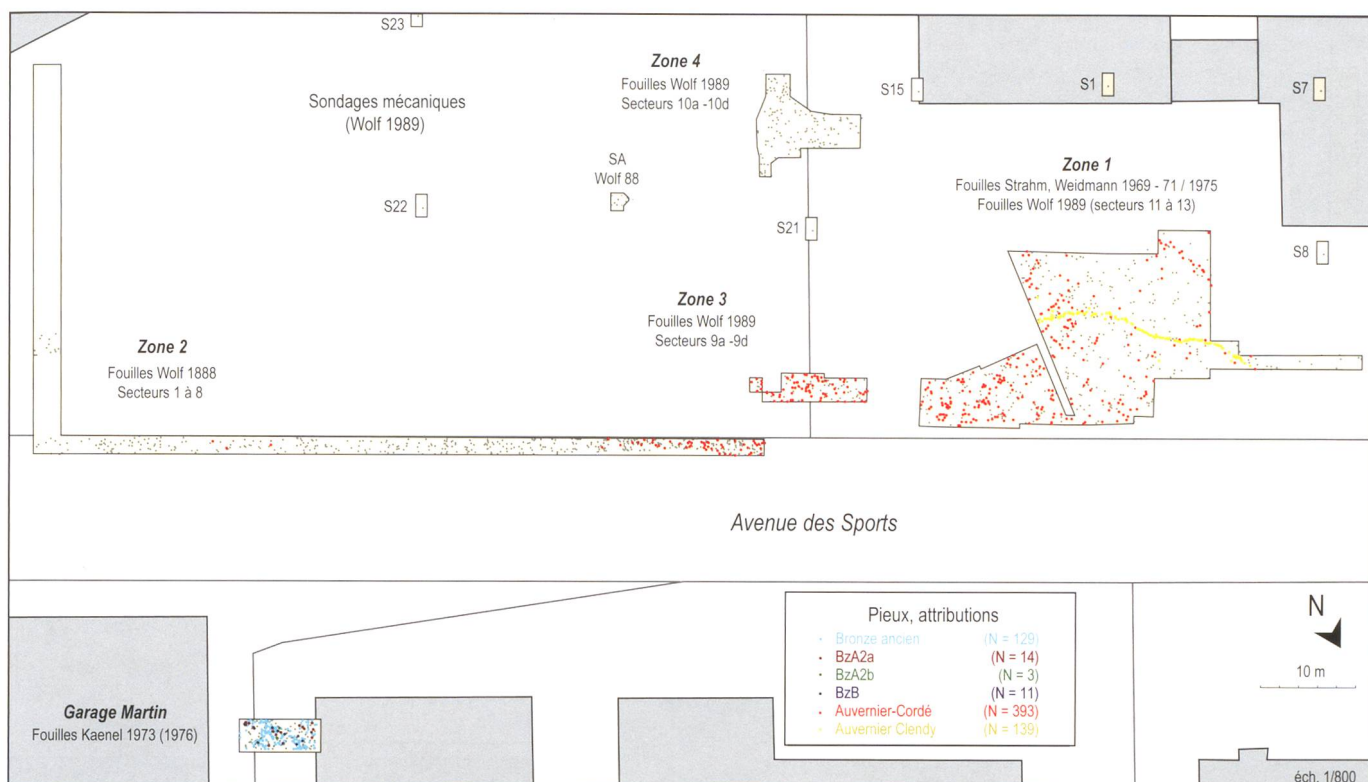 S23
Sondages mécaniques
(Wolf 1989)
Zone 4
Fouilles Wolf 1989
Secteurs 10a -10d
S15
S1
S7
SA
Wolf 88
S22
S21
Zone 1
Fouilles Strahm, Weidmann 1969 - 71 / 1975
Fouilles Wolf 1989 (secteurs 11 à 13)
S8
Zone 3
Fouilles Wolf 1989
Secteurs 9a -9d
Zone 2
Fouilles Wolf 1888
Secteurs 1 à 8
Avenue des Sports
Pieux, attributions
Bronze ancien (N = 129)
BzA2a (N = 14)
BzA2b (N = 3)
BzB (N = 11)
Auvernier-Cordé (N = 393)
Auvernier Clendy (N = 139)
N
10 m
Garage Martin
Fouilles Kaenel 1973 (1976)
éch. 1/800